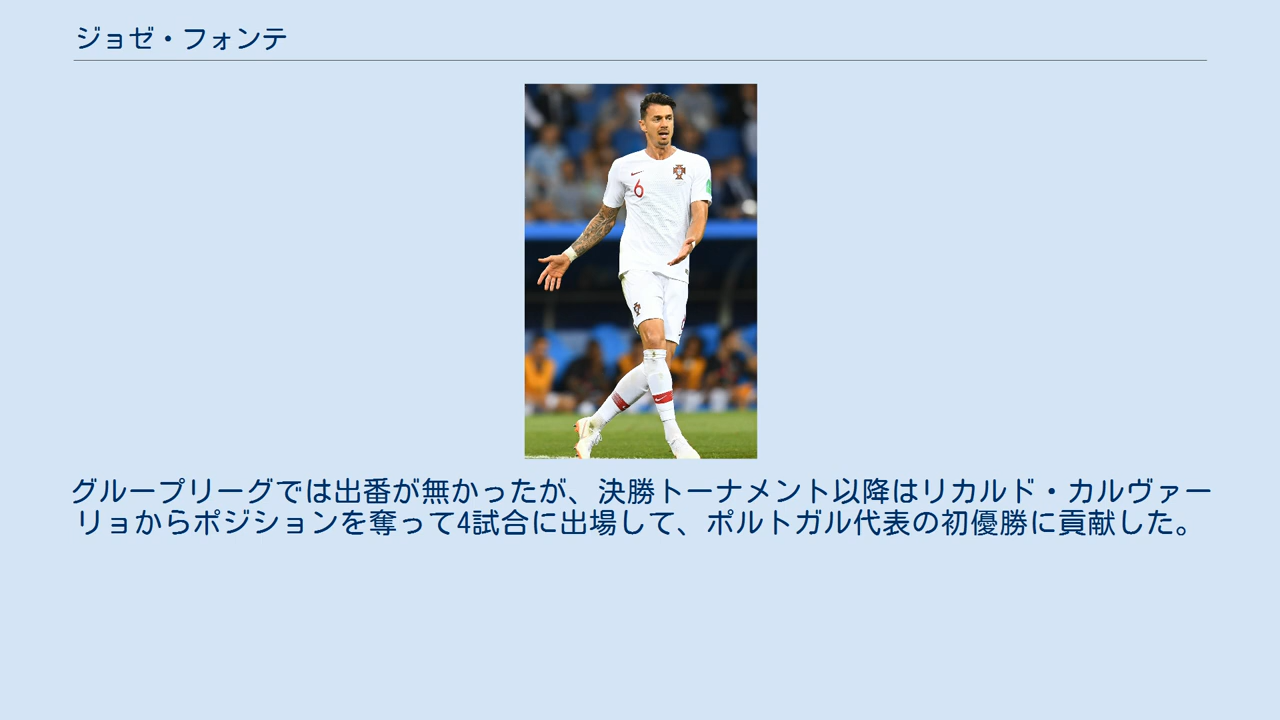 ジョゼ・フォンテ
6
グループリーグでは出番が無かったが、決勝トーナメント以降はリカルド・カルヴァー
リョからポジションを奪って4試合に出場して、ポルトガル代表の初優勝に貢献した。